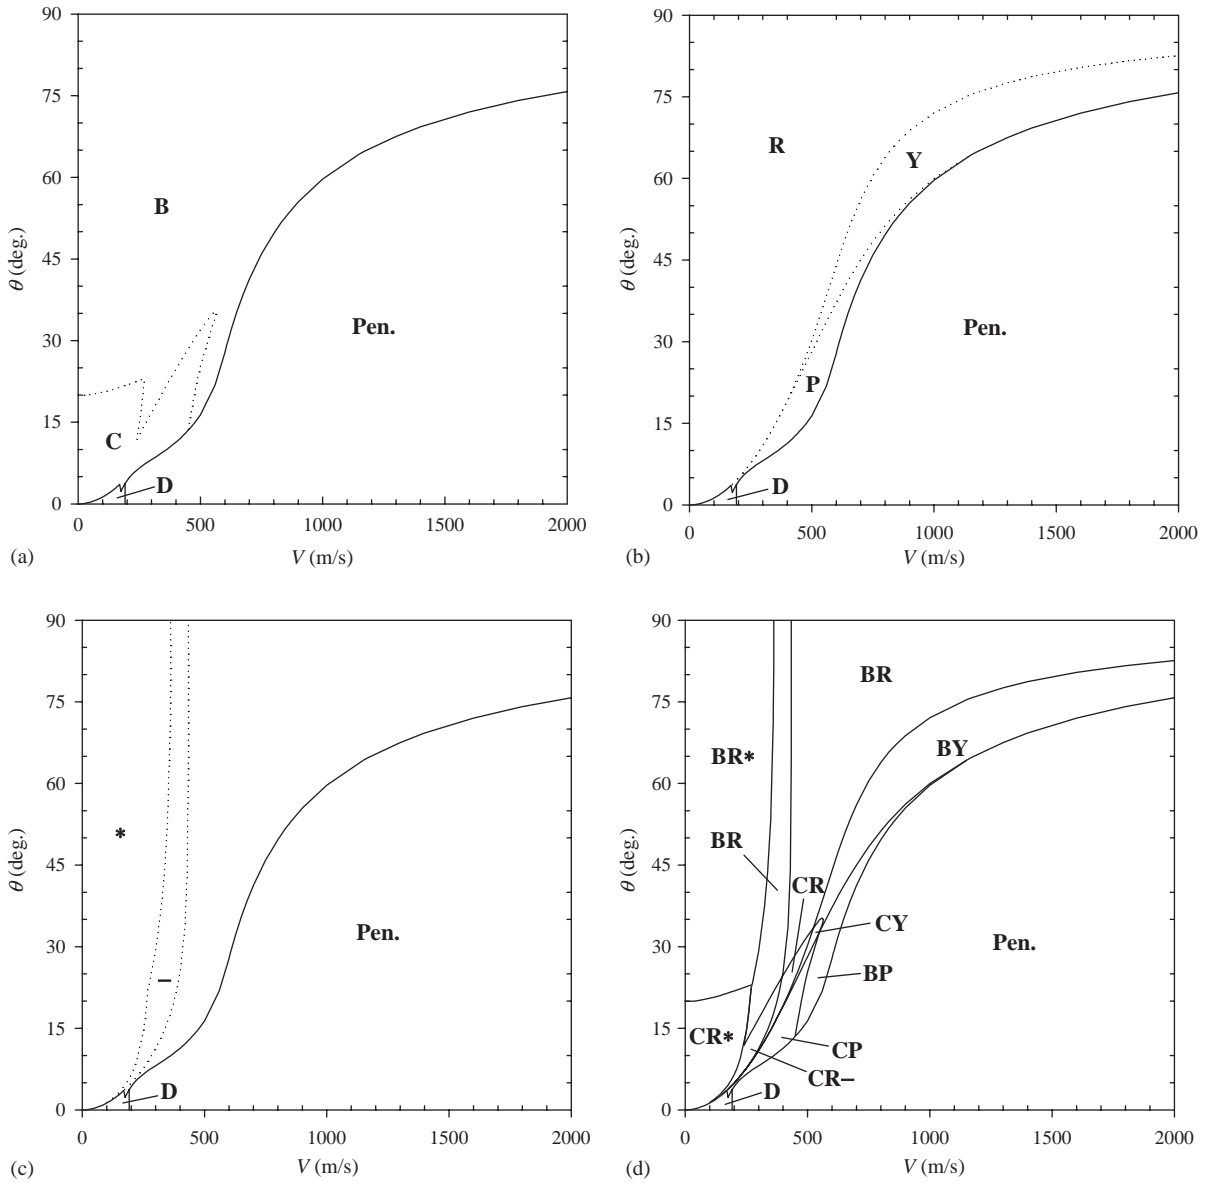 90
75
60
45
30
15
0
θ (deg.)
B
Pen.
C
D
0 500 1000 1500 2000
(a)
V (m/s)
90
75
60
45
30
15
0
θ (deg.)
R
Y
Pen.
P
D
0 500 1000 1500 2000
(b)
V (m/s)
90
75
60
45
30
15
0
θ (deg.)
*
Pen.
–
D
0 500 1000 1500 2000
(c)
V (m/s)
90
75
60
45
30
15
0
θ (deg.)
BR
BY
BR*
BR
CR
CY
Pen.
BP
CR*
CP
CR–
D
0 500 1000 1500 2000
(d)
V (m/s)